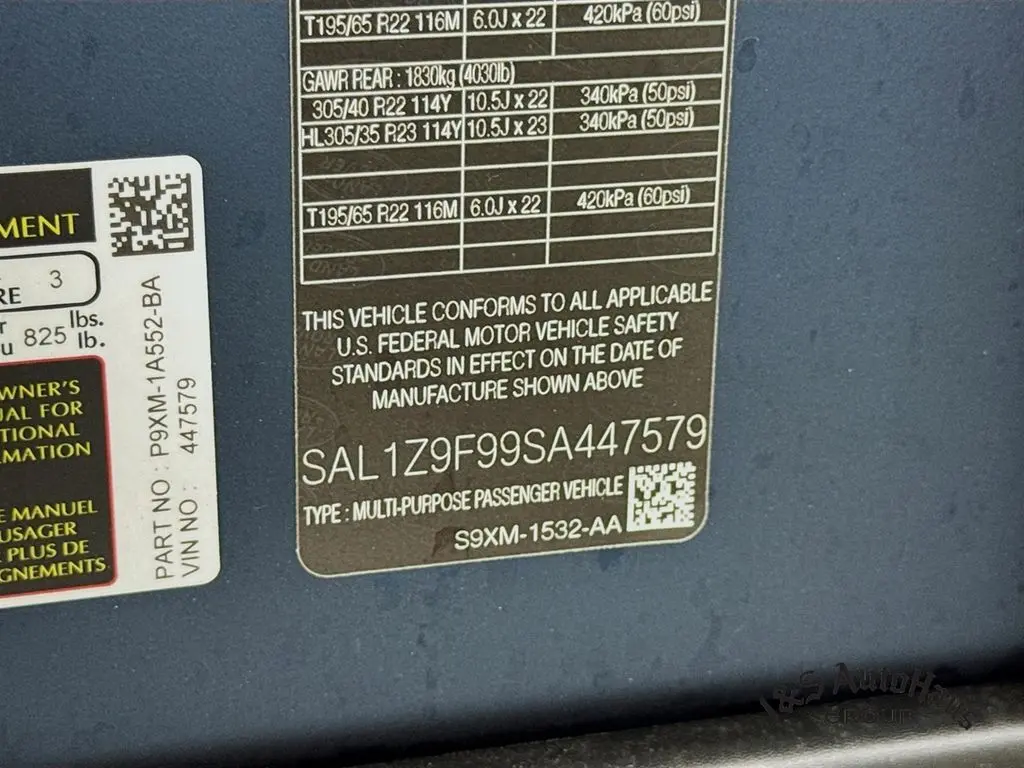 T195/65 R22 116M 6.0J x 22 420kPa (60psi)
GAWR REAR : 1830kg (4030lb)
305/40 R22 114Y 10.5J x 22 340kPa (50psi)
HL305/35 R23 114Y 10.5J x 23 340kPa (50psi)
T195/65 R22 116M 6.0J x 22 420kPa (60psi)
THIS VEHICLE CONFORMS TO ALL APPLICABLE
U.S. FEDERAL MOTOR VEHICLE SAFETY
STANDARDS IN EFFECT ON THE DATE OF
MANUFACTURE SHOWN ABOVE
SAL1Z9F99SA447579
TYPE : MULTI-PURPOSE PASSENGER VEHICLE
S9XM-1532-AA
MENT
RE 3
r lbs.
u 825 lb.
WNER'S
UAL FOR
TIONAL
MATION
E MANUEL
USAGER
PLUS DE
GNEMENTS
PART NO : P9XM-1A552-BA
VIN NO : 447579
L&S AutoHaus
GROUP